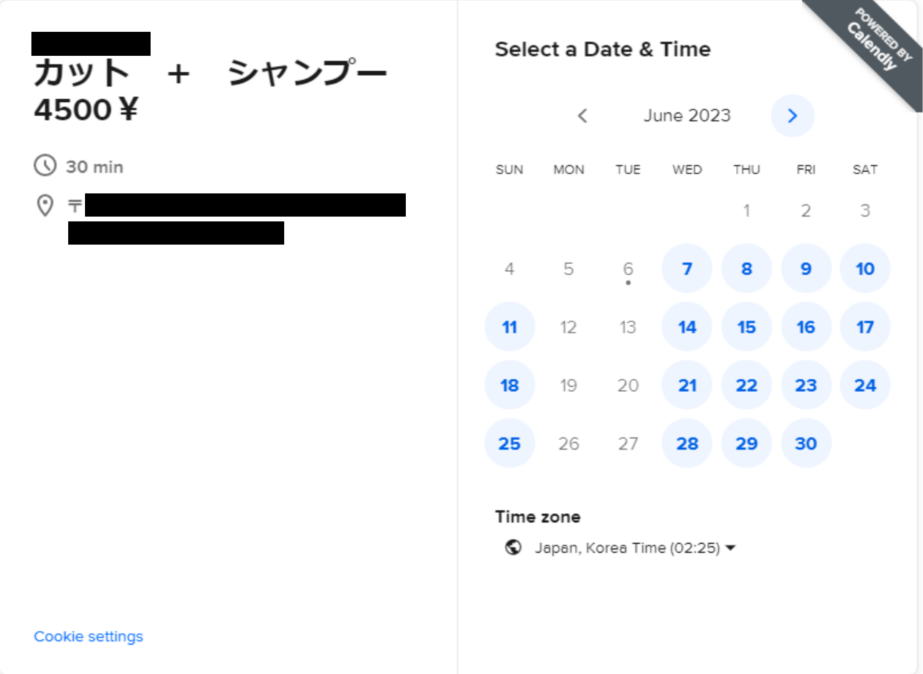 カット　+　シャンプー
4500¥
30 min
〒
Cookie settings
Select a Date & Time
June 2023
SUN MON TUE WED THU FRI SAT
1 2 3
4 5 6 7 8 9 10
11 12 13 14 15 16 17
18 19 20 21 22 23 24
25 26 27 28 29 30
Time zone
Japan, Korea Time (02:25)
POWERED BY
Calendly